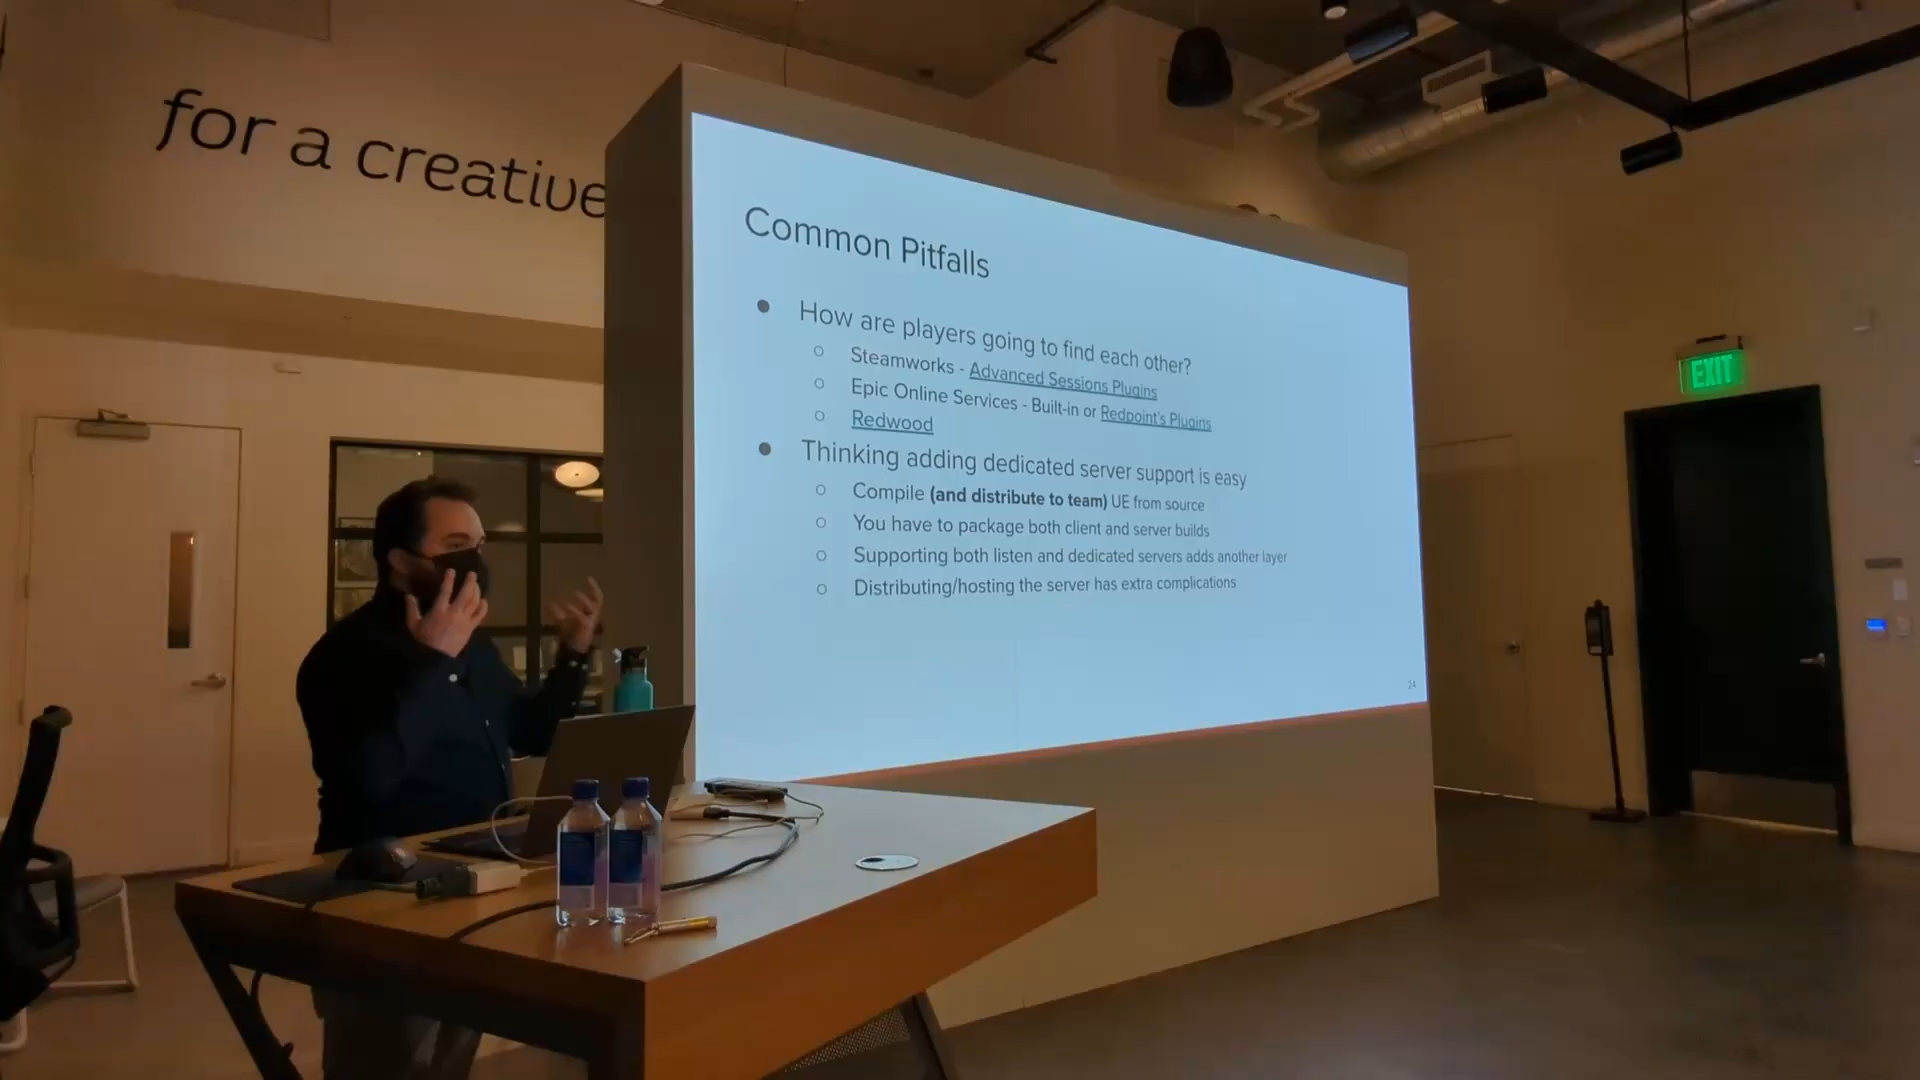 for a creative
Common Pitfalls
How are players going to find each other?
Steamworks - Advanced Sessions Plugins
Epic Online Services - Built-in or Redpoint's Plugins
Redwood
Thinking adding dedicated server support is easy
Compile (and distribute to team) UE from source
You have to package both client and server builds
Supporting both listen and dedicated servers adds another layer
Distributing/hosting the server has extra complications
24
EXIT